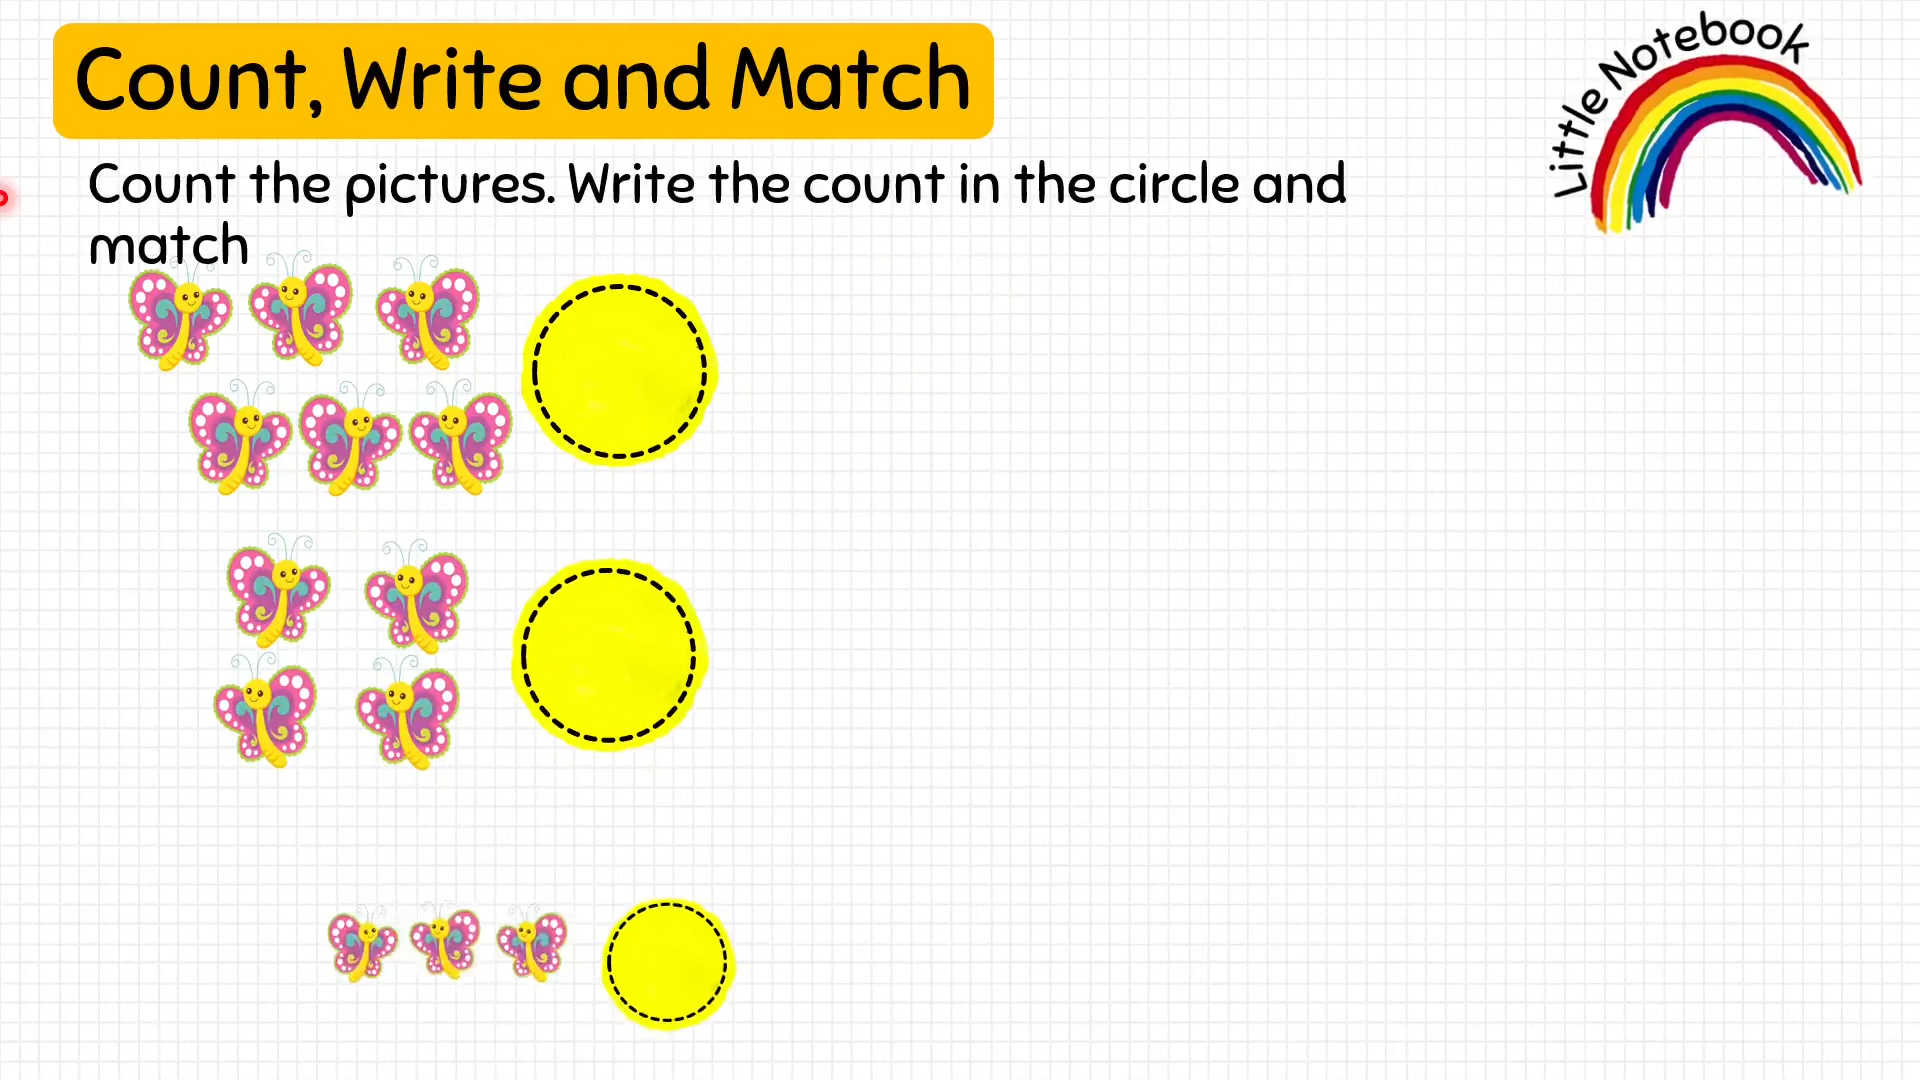 Count, Write and Match
Little Notebook
Count the pictures. Write the count in the circle and
match